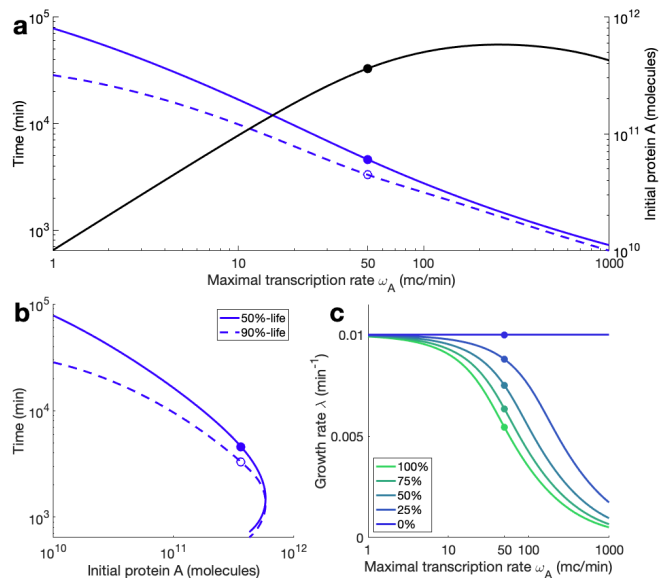 a
10^5
10^4
10^3
Time (min)
1
10
50
100
1000
Maximal transcription rate ω_A (mc/min)
10^12
10^11
10^10
Initial protein A (molecules)
b
10^5
10^4
10^3
Time (min)
50%-life
90%-life
10^10
10^11
10^12
Initial protein A (molecules)
c
0.01
0.005
0
Growth rate λ (min^-1)
100%
75%
50%
25%
0%
1
10
50
100
1000
Maximal transcription rate ω_A (mc/min)